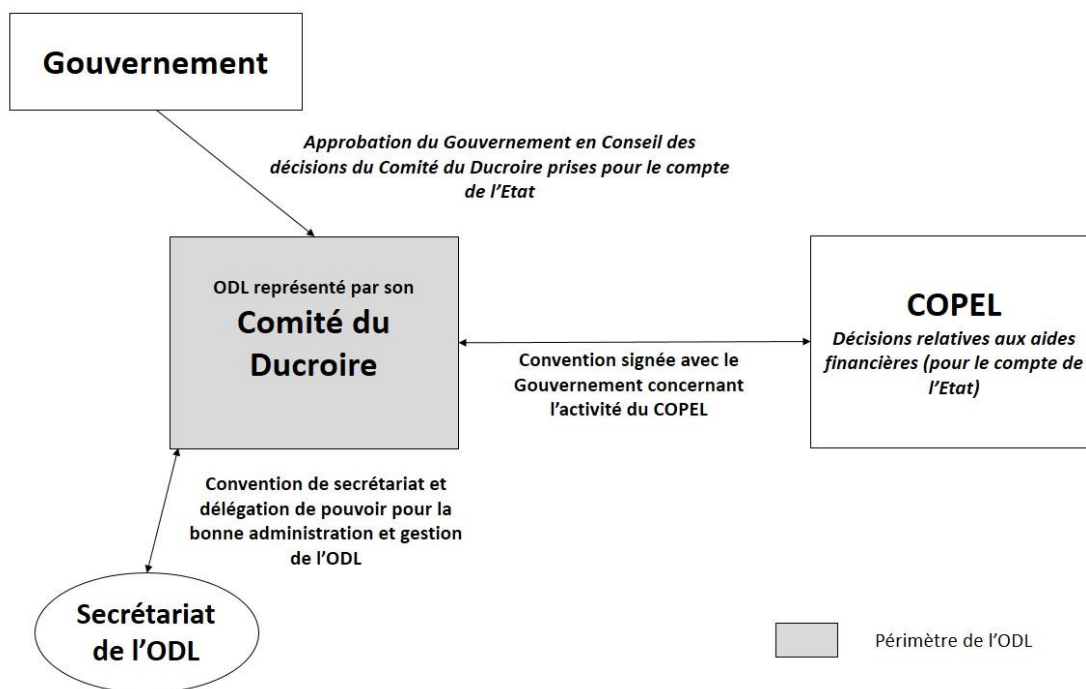 Gouvernement
Approbation du Gouvernement en Conseil des
décisions du Comité du Ducroire prises pour le compte
de l’Etat
ODL représenté par son
Comité du
Ducroire
COPEL
Décisions relatives aux aides
financières (pour le compte de
l’Etat)
Convention signée avec le
Gouvernement concernant
l’activité du COPEL
Convention de secrétariat et
délégation de pouvoir pour la
bonne administration et gestion
de l’ODL
Secrétariat
de l’ODL
Périmètre de l’ODL